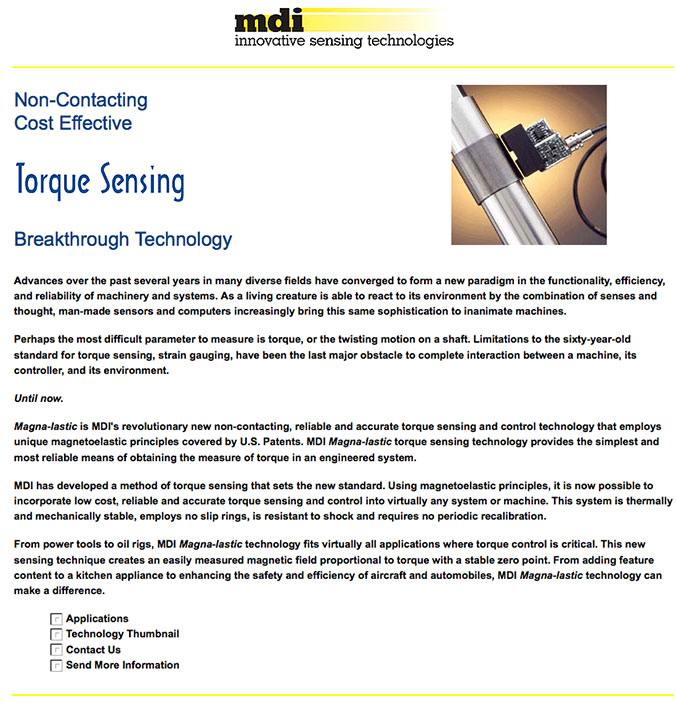 mdi
innovative sensing technologies
Non-Contacting
Cost Effective
Torque Sensing
Breakthrough Technology
Advances over the past several years in many diverse fields have converged to form a new paradigm in the functionality, efficiency,
and reliability of machinery and systems. As a living creature is able to react to its environment by the combination of senses and
thought, man-made sensors and computers increasingly bring this same sophistication to inanimate machines.
Perhaps the most difficult parameter to measure is torque, or the twisting motion on a shaft. Limitations to the sixty-year-old
standard for torque sensing, strain gauging, have been the last major obstacle to complete interaction between a machine, its
controller, and its environment.
Until now.
Magna-lastic is MDI's revolutionary new non-contacting, reliable and accurate torque sensing and control technology that employs
unique magnetoelastic principles covered by U.S. Patents. MDI Magna-lastic torque sensing technology provides the simplest and
most reliable means of obtaining the measure of torque in an engineered system.
MDI has developed a method of torque sensing that sets the new standard. Using magnetoelastic principles, it is now possible to
incorporate low cost, reliable and accurate torque sensing and control into virtually any system or machine. This system is thermally
and mechanically stable, employs no slip rings, is resistant to shock and requires no periodic recalibration.
From power tools to oil rigs, MDI Magna-lastic technology fits virtually all applications where torque control is critical. This new
sensing technique creates an easily measured magnetic field proportional to torque with a stable zero point. From adding feature
content to a kitchen appliance to enhancing the safety and efficiency of aircraft and automobiles, MDI Magna-lastic technology can
make a difference.
Applications
Technology Thumbnail
Contact Us
Send More Information